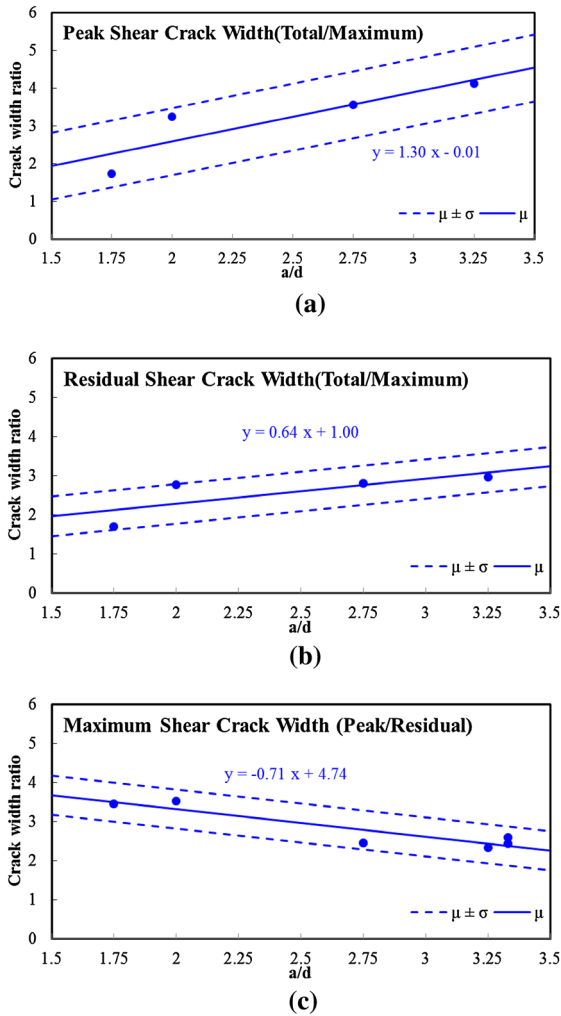 Peak Shear Crack Width(Total/Maximum)
6
5
4
3
2
1
0
Crack width ratio
y = 1.30 x - 0.01
μ ± σ
μ
1.5 1.75 2 2.25 2.5 2.75 3 3.25 3.5
a/d
(a)
Residual Shear Crack Width(Total/Maximum)
6
5
4
3
2
1
0
Crack width ratio
y = 0.64 x + 1.00
μ ± σ
μ
1.5 1.75 2 2.25 2.5 2.75 3 3.25 3.5
a/d
(b)
Maximum Shear Crack Width (Peak/Residual)
6
5
4
3
2
1
0
Crack width ratio
y = -0.71 x + 4.74
μ ± σ
μ
1.5 1.75 2 2.25 2.5 2.75 3 3.25 3.5
a/d
(c)